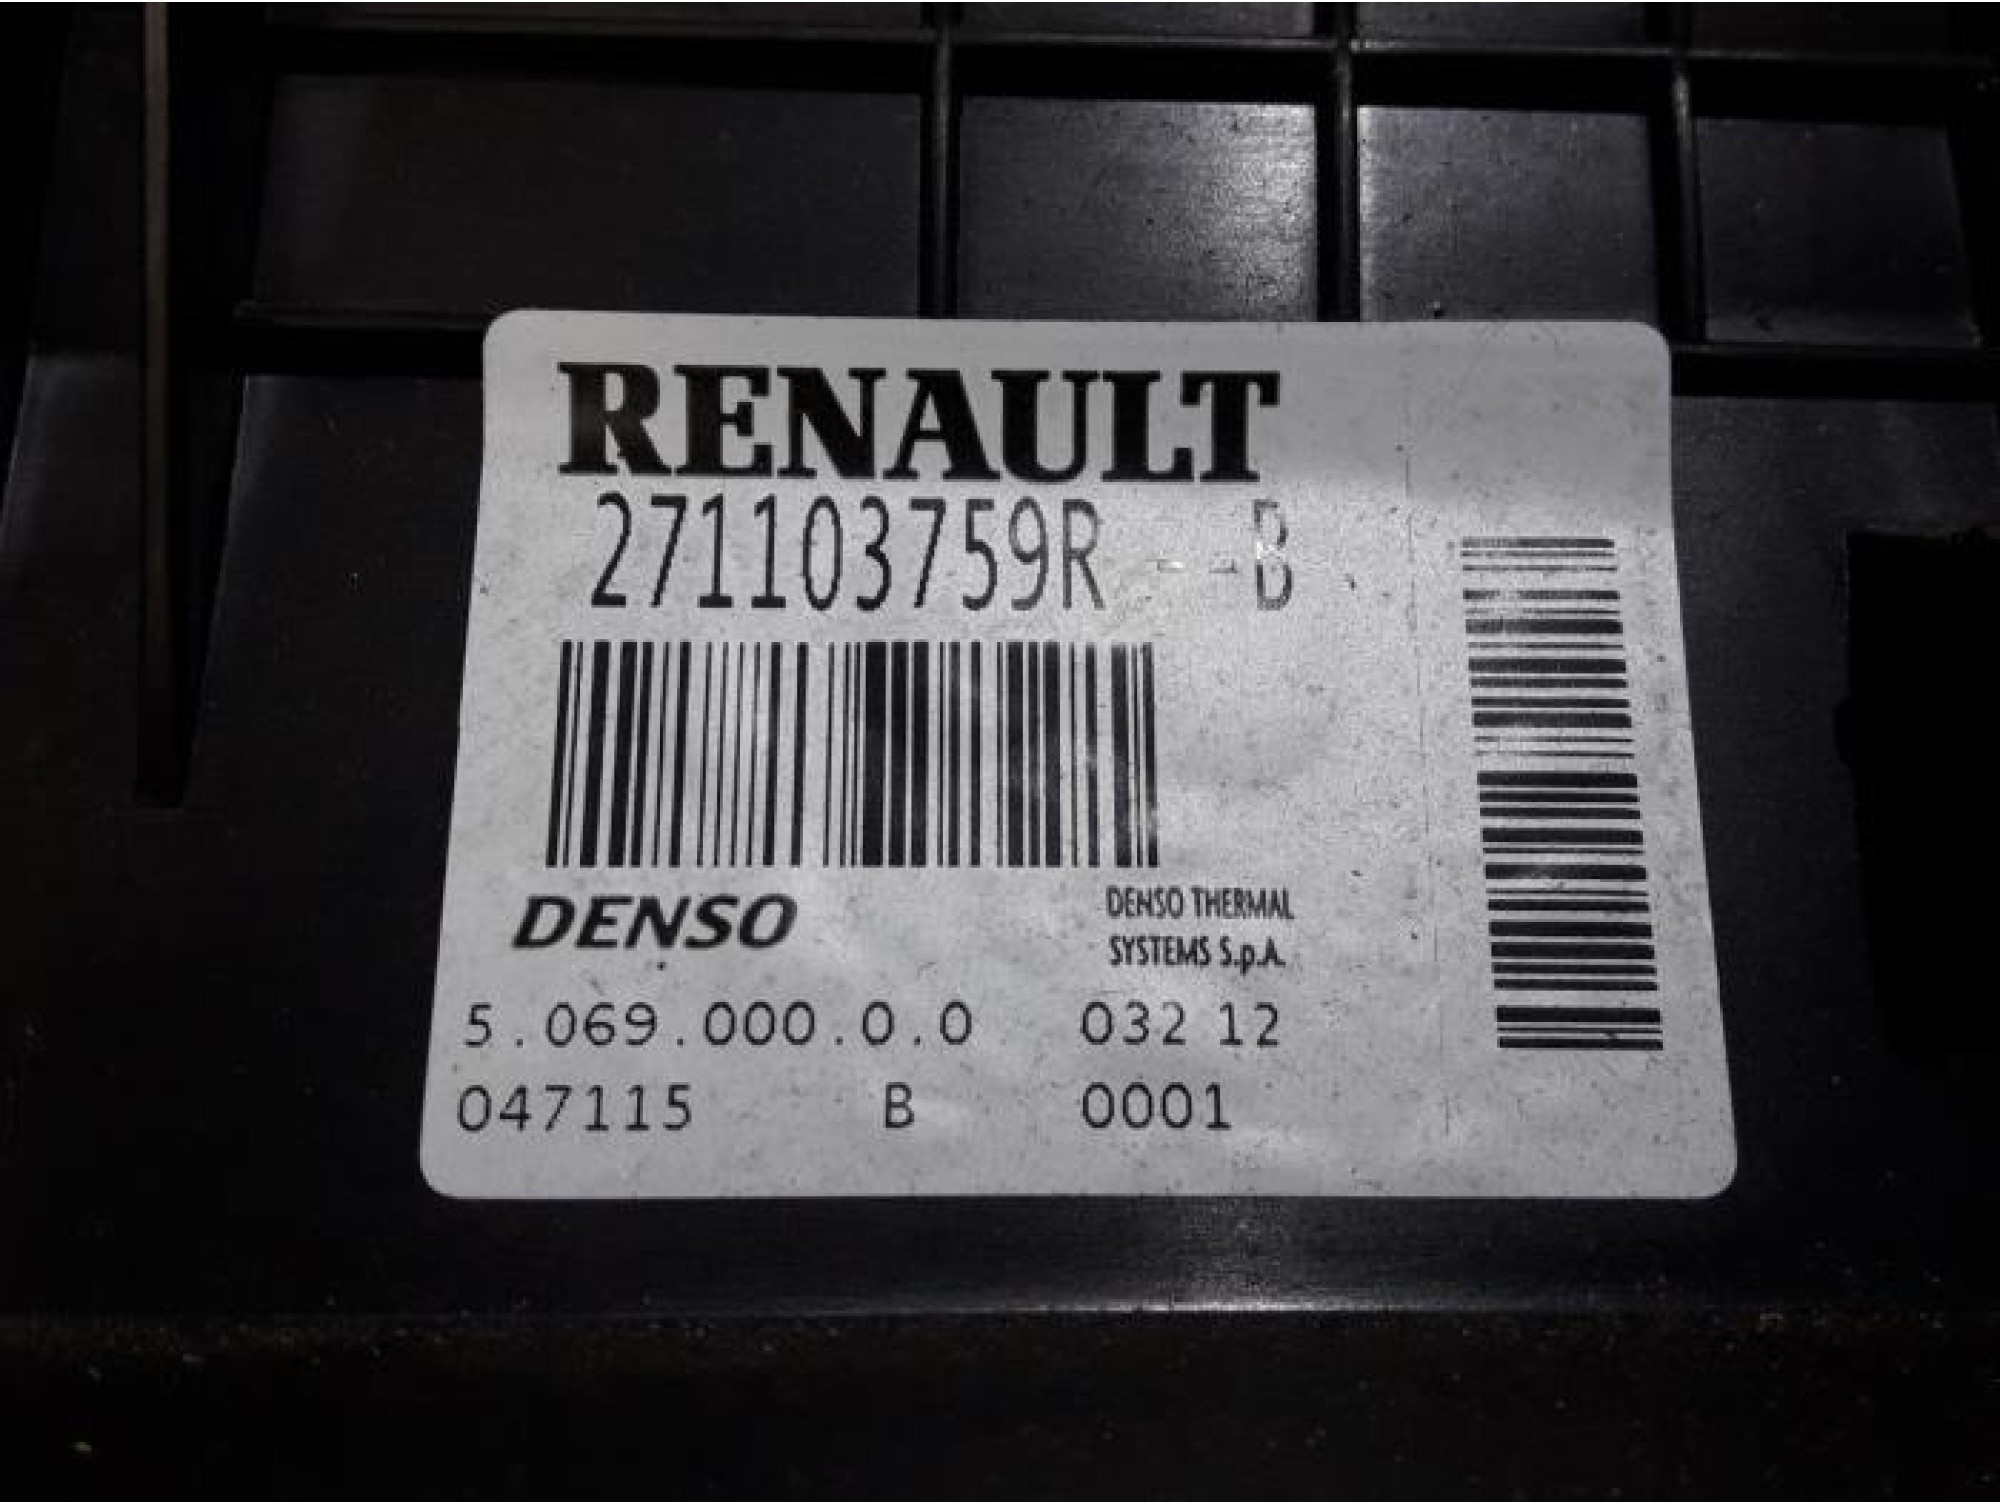 RENAULT
271103759R--B
DENSO
DENSO THERMAL
SYSTEMS S.p.A.
5.069.000.0.0 032 12
047115 B 0001